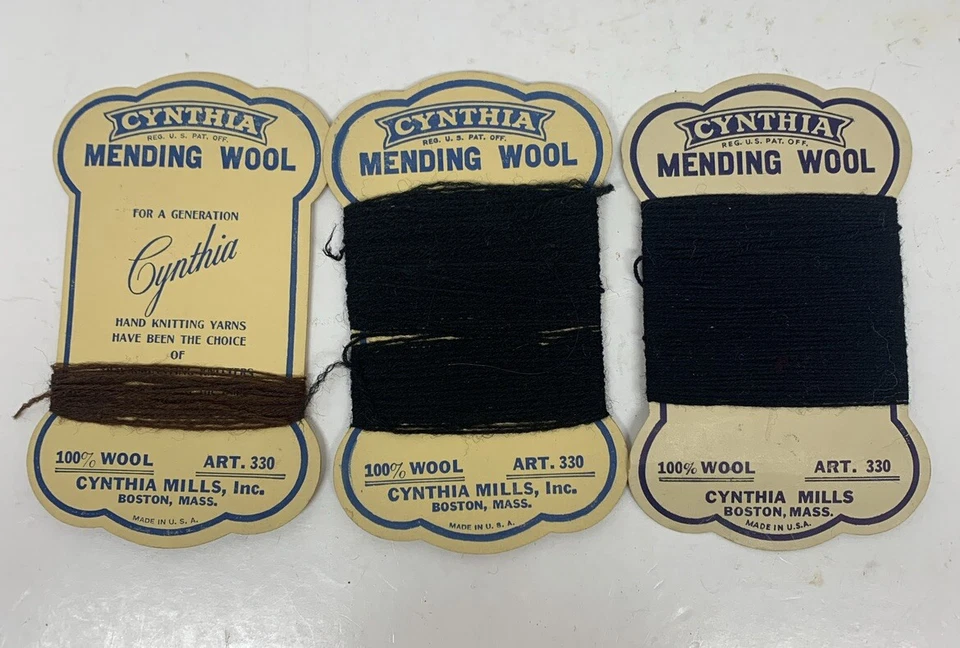 CYNTHIA
REG. U. S. PAT. OFF.
MENDING WOOL
FOR A GENERATION
Cynthia
HAND KNITTING YARNS
HAVE BEEN THE CHOICE
OF
100% WOOL ART. 330
CYNTHIA MILLS, Inc.
BOSTON, MASS.
MADE IN U. S. A.
CYNTHIA
REG. U. S. PAT. OFF.
MENDING WOOL
100% WOOL ART. 330
CYNTHIA MILLS, Inc.
BOSTON, MASS.
MADE IN U. S. A.
CYNTHIA
REG. U. S. PAT. OFF.
MENDING WOOL
100% WOOL ART. 330
CYNTHIA MILLS
BOSTON, MASS.
MADE IN U.S.A.